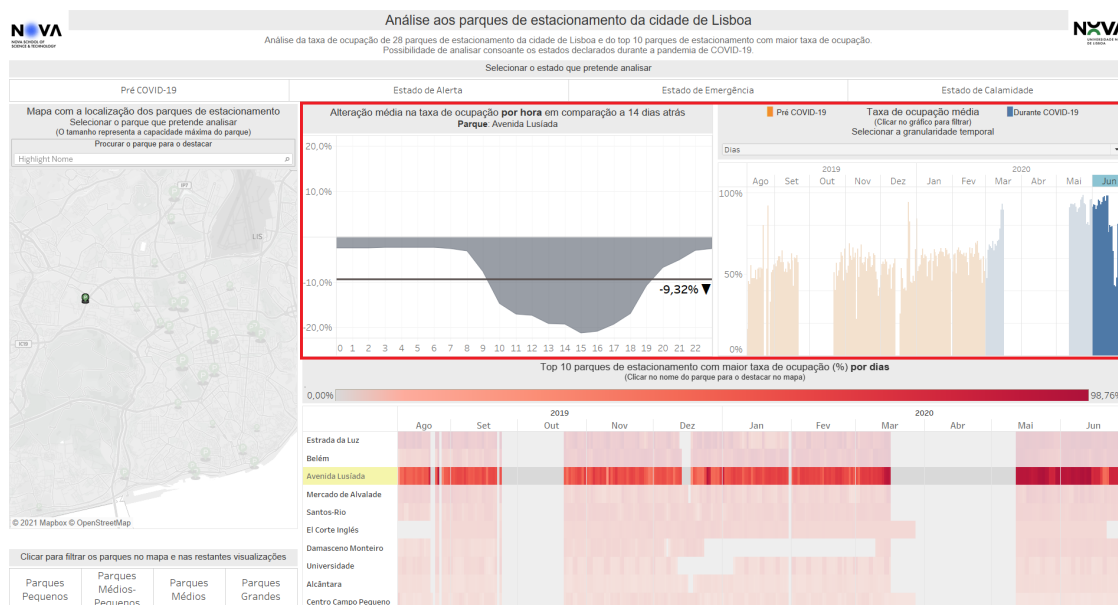 NOVA
NOVA SCHOOL OF
SCIENCE & TECHNOLOGY
Análise aos parques de estacionamento da cidade de Lisboa
Análise da taxa de ocupação de 28 parques de estacionamento da cidade de Lisboa e do top 10 parques de estacionamento com maior taxa de ocupação.
Possibilidade de analisar consoante os estados declarados durante a pandemia de COVID-19.
NOVA
UNIVERSIDADE N
DE LISBOA
Selecionar o estado que pretende analisar
Pré COVID-19
Estado de Alerta
Estado de Emergência
Estado de Calamidade
Mapa com a localização dos parques de estacionamento
Selecionar o parque que pretende analisar
(O tamanho representa a capacidade máxima do parque)
Procurar o parque para o destacar
Highlight Nome
IP7
LIS
IC19
© 2021 Mapbox © OpenStreetMap
Clicar para filtrar os parques no mapa e nas restantes visualizações
Parques Pequenos
Parques Médios-Pequenos
Parques Médios
Parques Grandes
Alteração média na taxa de ocupação por hora em comparação a 14 dias atrás
Parque: Avenida Lusíada
20,0%
10,0%
-10,0%
-20,0%
-9,32% ▼
0 1 2 3 4 5 6 7 8 9 10 11 12 13 14 15 16 17 18 19 20 21 22
Pré COVID-19
Taxa de ocupação média
Durante COVID-19
(Clicar no gráfico para filtrar)
Selecionar a granularidade temporal
Dias
2019 2020
Ago Set Out Nov Dez Jan Fev Mar Abr Mai Jun
100%
50%
0%
Top 10 parques de estacionamento com maior taxa de ocupação (%) por dias
(Clicar no nome do parque para o destacar no mapa)
0,00% 98,76%
2019 2020
Ago Set Out Nov Dez Jan Fev Mar Abr Mai Jun
Estrada da Luz
Belém
Avenida Lusíada
Mercado de Alvalade
Santos-Rio
El Corte Inglés
Damasceno Monteiro
Universidade
Alcântara
Centro Campo Pequeno